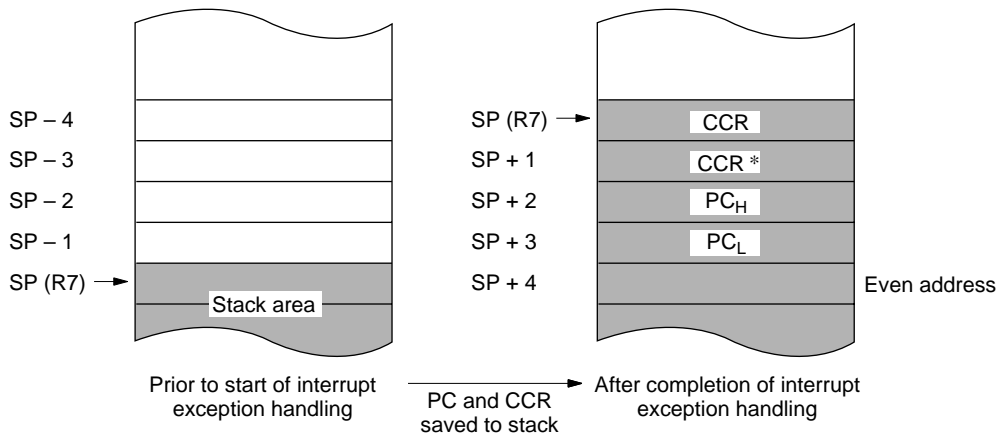 SP – 4
SP – 3
SP – 2
SP – 1
SP (R7)
Stack area
SP (R7)
SP + 1
SP + 2
SP + 3
SP + 4
CCR
CCR *
PCH
PCL
Even address
Prior to start of interrupt
exception handling
PC and CCR
saved to stack
After completion of interrupt
exception handling